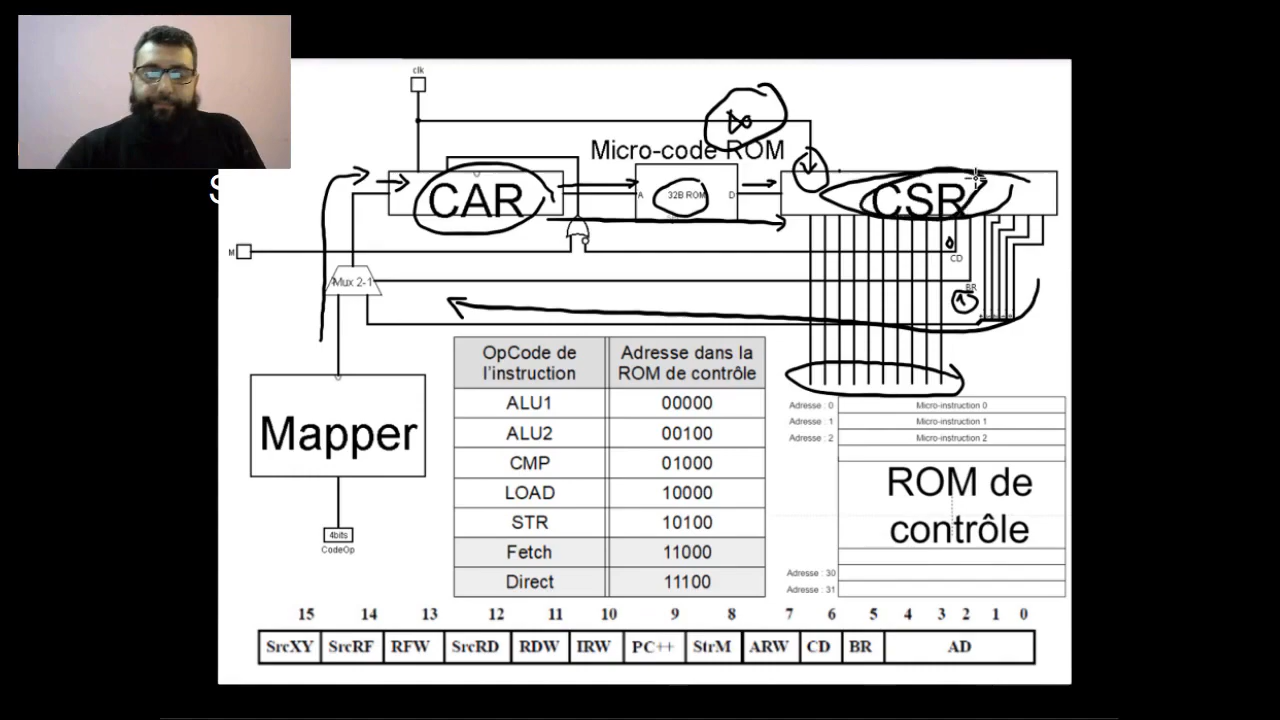 clk
Micro-code ROM
S
CAR
A
32B ROM
D
CSR
M
0
CD
Mux 2-1
BR
OpCode de
l'instruction
Adresse dans la
ROM de contrôle
ALU1 00000
ALU2 00100
CMP 01000
LOAD 10000
STR 10100
Fetch 11000
Direct 11100
Mapper
4bits
CodeOp
Adresse : 0 Micro-instruction 0
Adresse : 1 Micro-instruction 1
Adresse : 2 Micro-instruction 2
ROM de
contrôle
Adresse : 30
Adresse : 31
15 14 13 12 11 10 9 8 7 6 5 4 3 2 1 0
SrcXY SrcRF RFW SrcRD RDW IRW PC++ StrM ARW CD BR AD